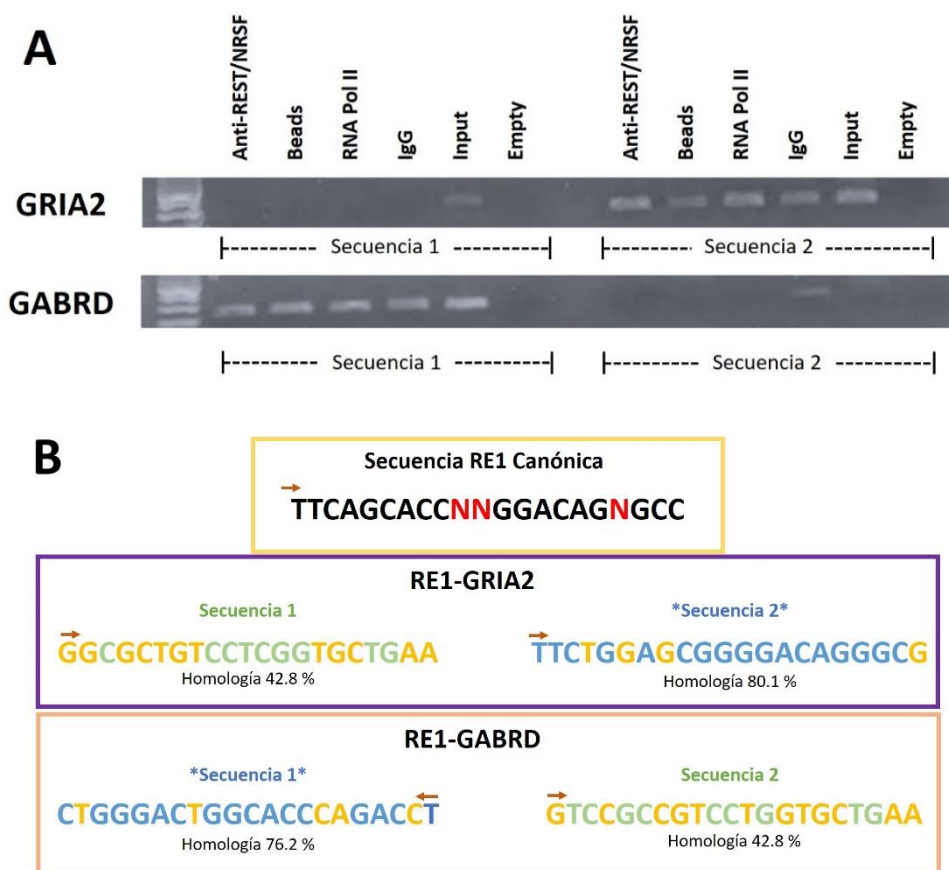 A
Anti-REST/NRSF
Beads
RNA Pol II
IgG
Input
Empty
Anti-REST/NRSF
Beads
RNA Pol II
IgG
Input
Empty
GRIA2
Secuencia 1
Secuencia 2
GABRD
Secuencia 1
Secuencia 2
B
Secuencia RE1 Canónica
TTCAGCACCNNGGACAGNGCC
RE1-GRIA2
Secuencia 1
*Secuencia 2*
GGCGCTGTCCTCGGTGCTGAA
TTCTGGAGCGGGGACAGGGCG
Homología 42.8 %
Homología 80.1 %
RE1-GABRD
*Secuencia 1*
Secuencia 2
CTGGGACTGGCACCCAGACCT
GTCCGCCGTCCTGGTGCTGAA
Homología 76.2 %
Homología 42.8 %